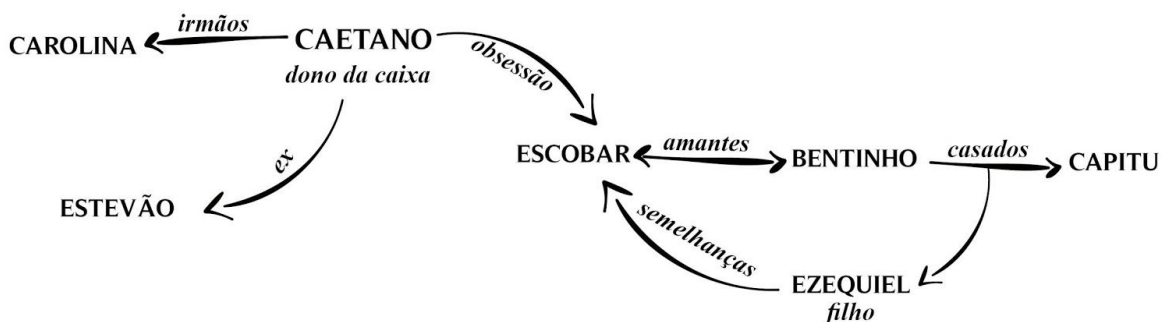 CAROLINA
irmãos
CAETANO
dono da caixa
obsessão
ex
ESTEVÃO
ESCOBAR
amantes
BENTINHO
casados
CAPITU
semelhanças
EZEQUIEL
filho